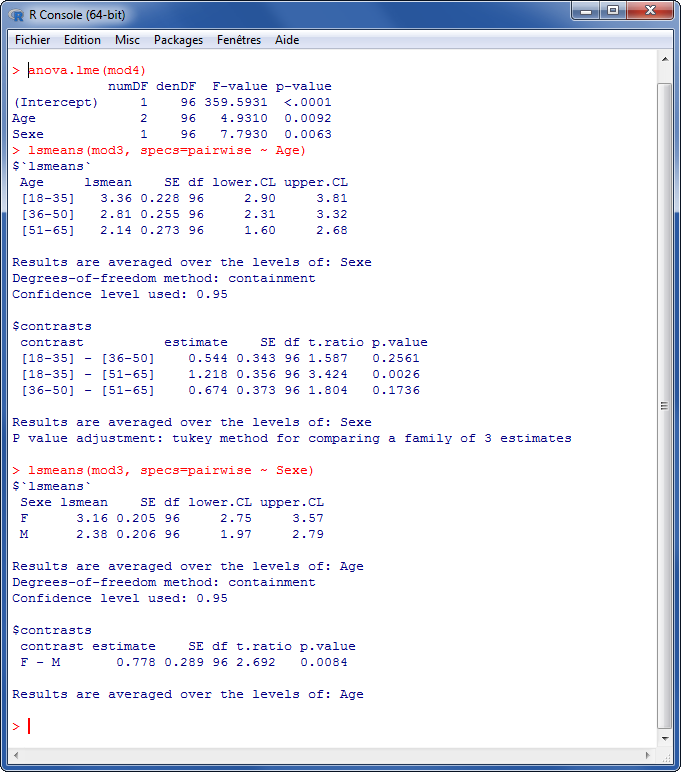 R Console (64-bit)
Fichier Edition Misc Packages Fenêtres Aide
> anova.lme(mod4)
            numDF denDF  F-value p-value
(Intercept)     1    96 359.5931  <.0001
Age             2    96   4.9310  0.0092
Sexe            1    96   7.7930  0.0063
> lsmeans(mod3, specs=pairwise ~ Age)
$`lsmeans`
 Age     lsmean    SE df lower.CL upper.CL
 [18-35]   3.36 0.228 96     2.90     3.81
 [36-50]   2.81 0.255 96     2.31     3.32
 [51-65]   2.14 0.273 96     1.60     2.68
Results are averaged over the levels of: Sexe
Degrees-of-freedom method: containment
Confidence level used: 0.95
$contrasts
 contrast          estimate    SE df t.ratio p.value
 [18-35] - [36-50]    0.544 0.343 96 1.587   0.2561
 [18-35] - [51-65]    1.218 0.356 96 3.424   0.0026
 [36-50] - [51-65]    0.674 0.373 96 1.804   0.1736
Results are averaged over the levels of: Sexe
P value adjustment: tukey method for comparing a family of 3 estimates
> lsmeans(mod3, specs=pairwise ~ Sexe)
$`lsmeans`
 Sexe lsmean    SE df lower.CL upper.CL
 F      3.16 0.205 96     2.75     3.57
 M      2.38 0.206 96     1.97     2.79
Results are averaged over the levels of: Age
Degrees-of-freedom method: containment
Confidence level used: 0.95
$contrasts
 contrast estimate    SE df t.ratio p.value
 F - M       0.778 0.289 96 2.692   0.0084
Results are averaged over the levels of: Age
>